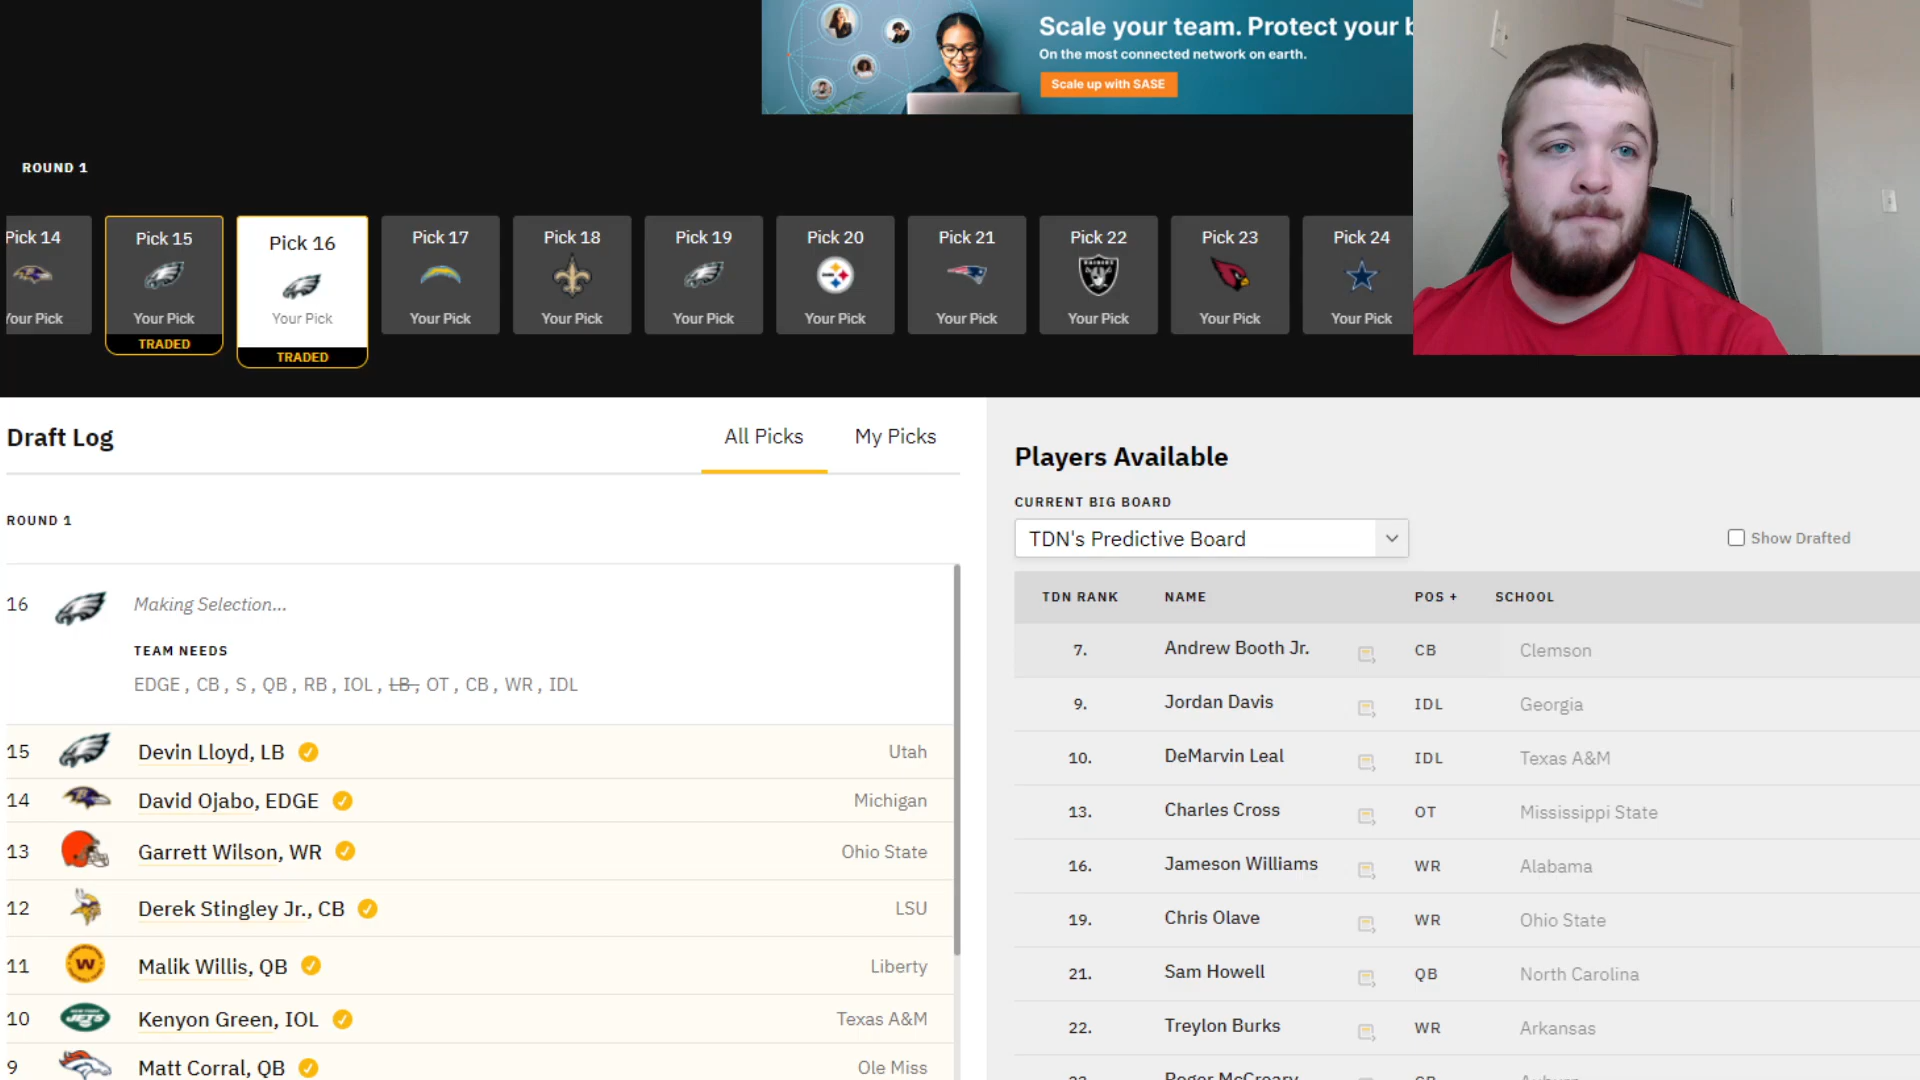 Scale your team. Protect your b
On the most connected network on earth.
Scale up with SASE
ROUND 1
Pick 14
Your Pick
Pick 15
Your Pick
TRADED
Pick 16
Your Pick
TRADED
Pick 17
Your Pick
Pick 18
Your Pick
Pick 19
Your Pick
Pick 20
Your Pick
Pick 21
Your Pick
Pick 22
Your Pick
Pick 23
Your Pick
Pick 24
Your Pick
Draft Log
All Picks
My Picks
ROUND 1
16 Making Selection...
TEAM NEEDS
EDGE , CB , S , QB , RB , IOL , LB , OT , CB , WR , IDL
15 Devin Lloyd, LB Utah
14 David Ojabo, EDGE Michigan
13 Garrett Wilson, WR Ohio State
12 Derek Stingley Jr., CB LSU
11 W Malik Willis, QB Liberty
10 JETS Kenyon Green, IOL Texas A&M
9 Matt Corral, QB Ole Miss
Players Available
CURRENT BIG BOARD
TDN's Predictive Board
Show Drafted
TDN RANK NAME POS + SCHOOL
7. Andrew Booth Jr. CB Clemson
9. Jordan Davis IDL Georgia
10. DeMarvin Leal IDL Texas A&M
13. Charles Cross OT Mississippi State
16. Jameson Williams WR Alabama
19. Chris Olave WR Ohio State
21. Sam Howell QB North Carolina
22. Treylon Burks WR Arkansas
Roger McCreary